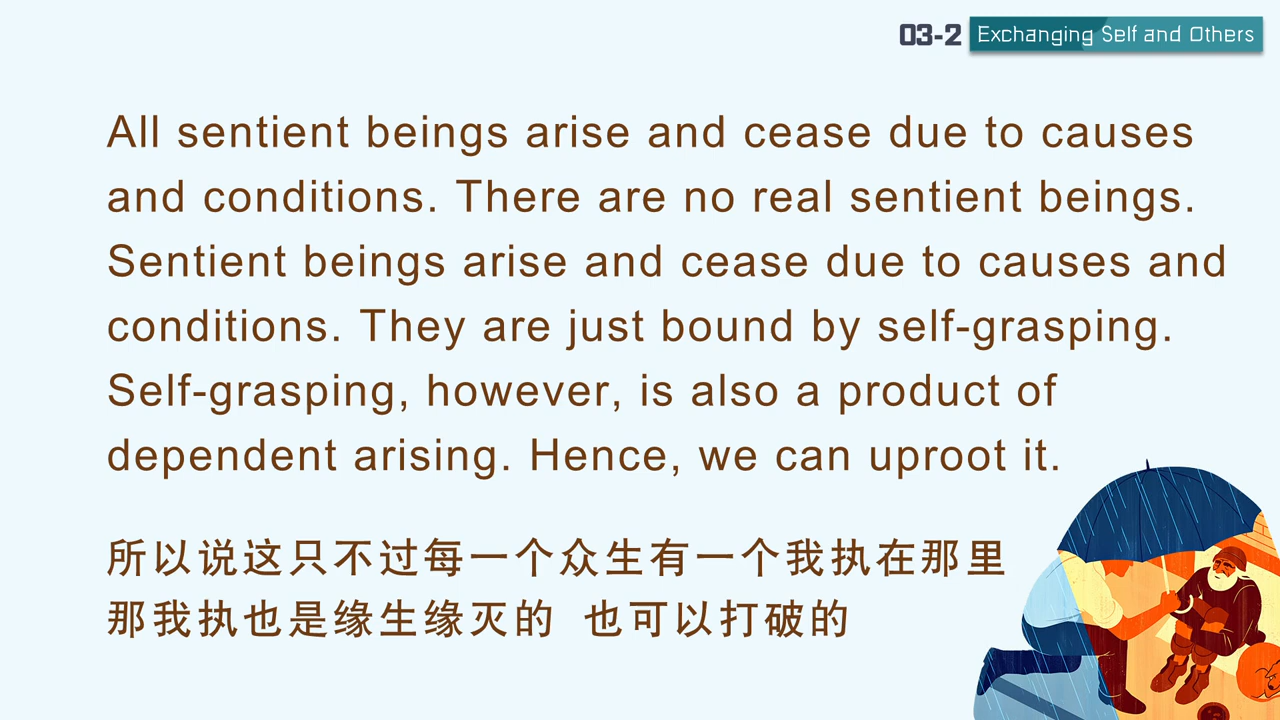 03-2 Exchanging Self and Others
All sentient beings arise and cease due to causes
and conditions. There are no real sentient beings.
Sentient beings arise and cease due to causes and
conditions. They are just bound by self-grasping.
Self-grasping, however, is also a product of
dependent arising. Hence, we can uproot it.
所以说这只不过每一个众生有一个我执在那里
那我执也是缘生缘灭的 也可以打破的